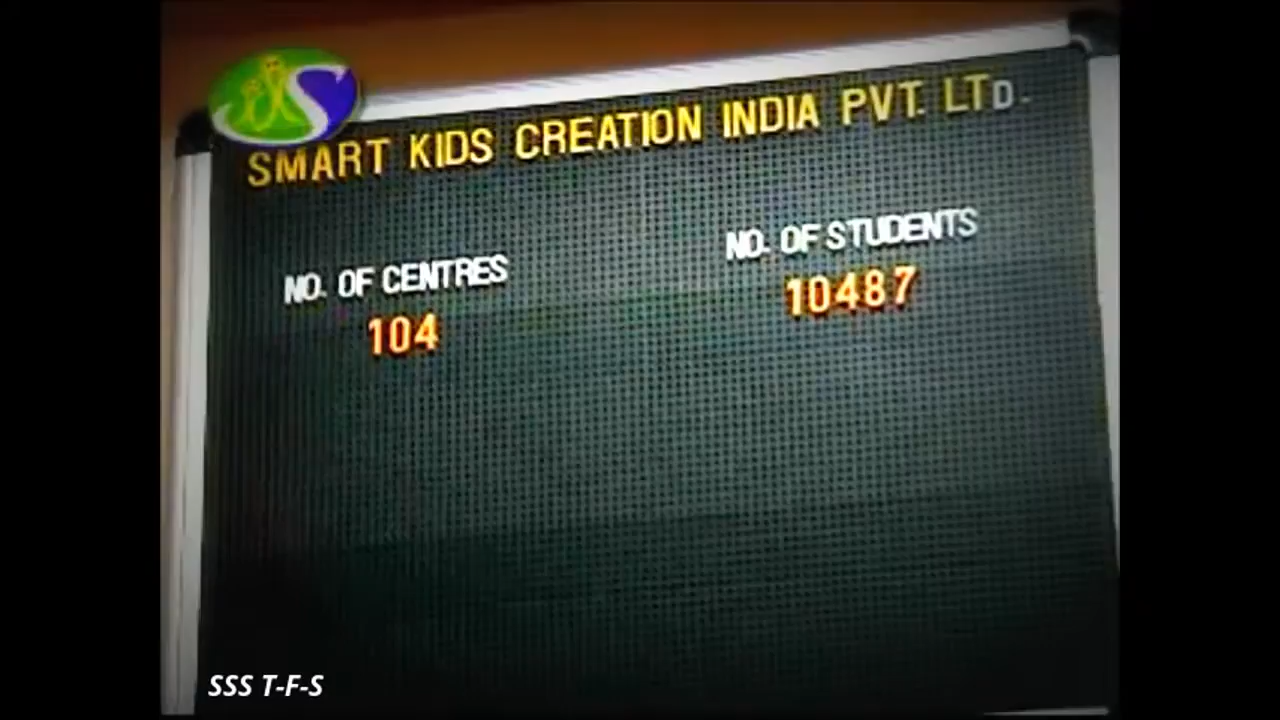 SMART KIDS CREATION INDIA PVT. LTD.
NO. OF CENTRES
104
NO. OF STUDENTS
10487
SSS T-F-S